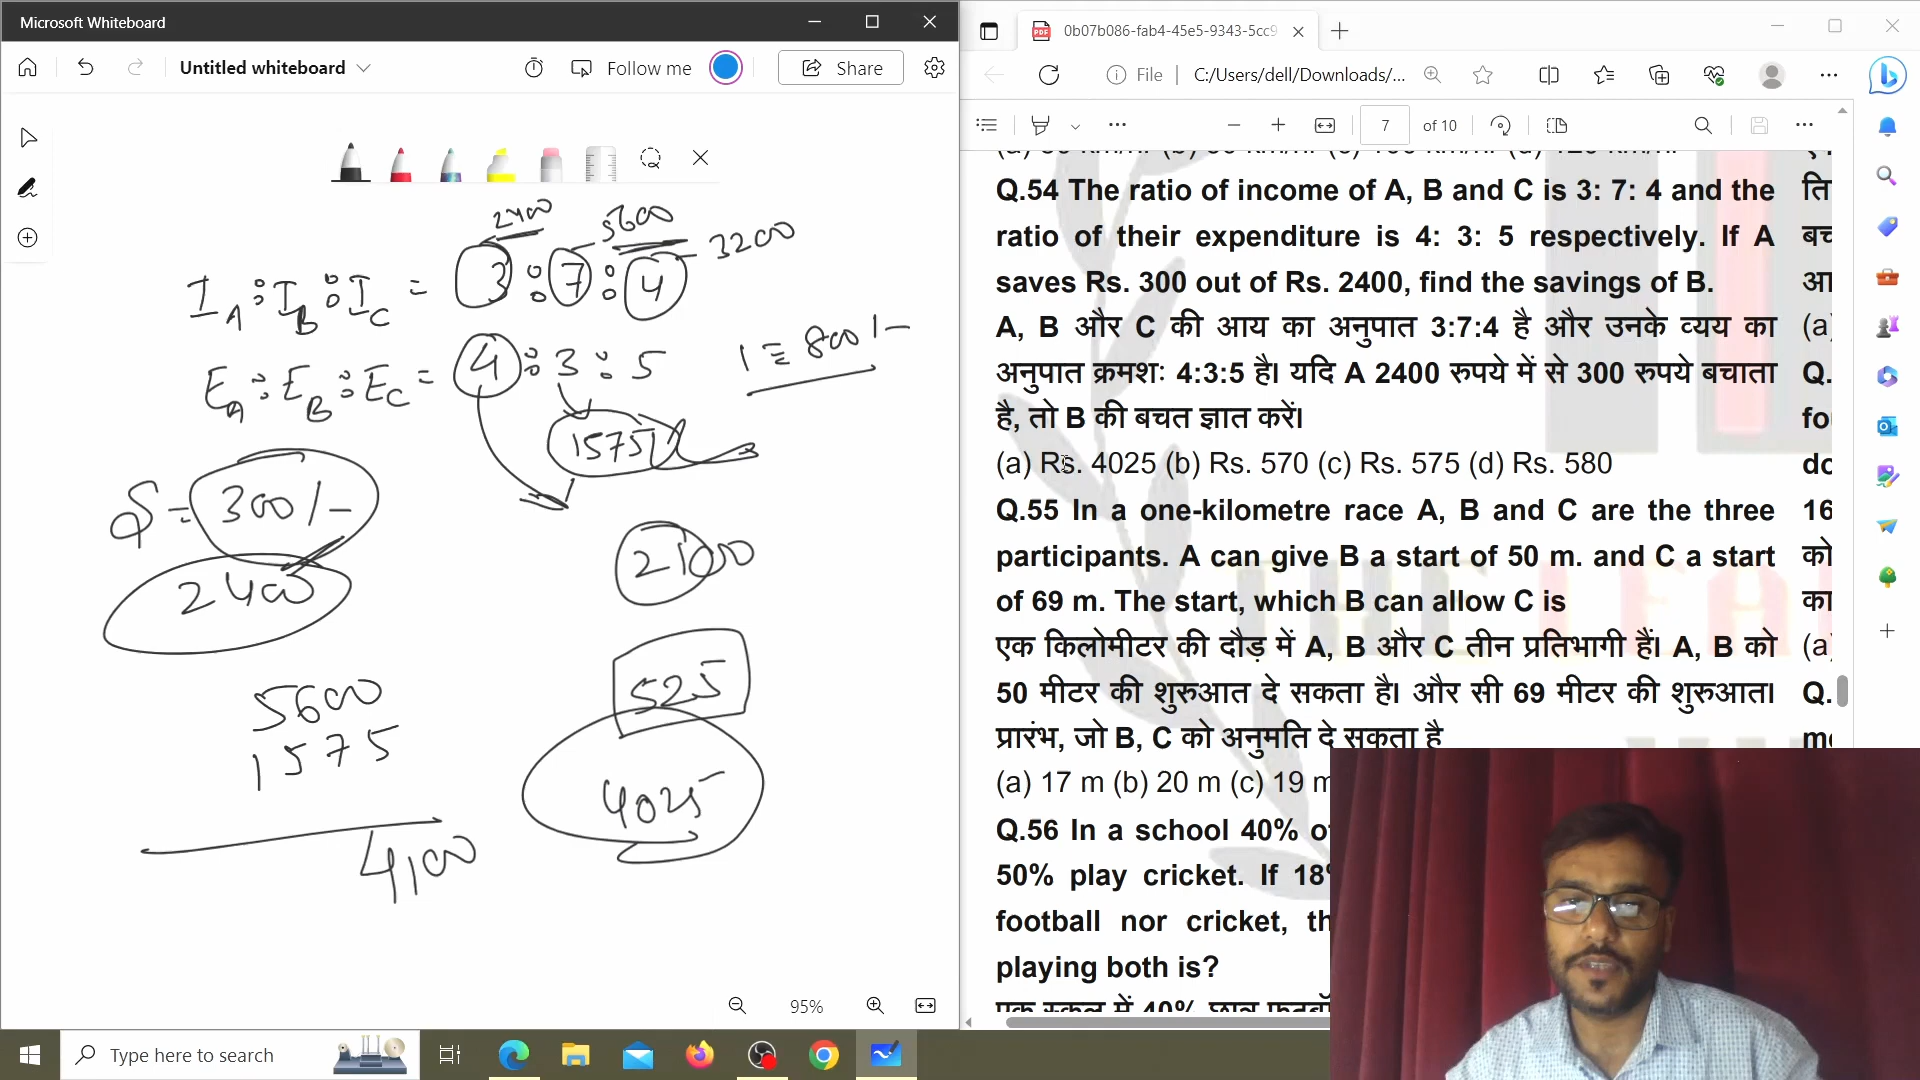 Microsoft Whiteboard
Untitled whiteboard
Follow me
Share
2400
5600
3200
I_A : I_B : I_C = 3 : 7 : 4
E_A : E_B : E_C = 4 : 3 : 5
1 ≡ 800/-
1575
S = 300/-
2400
2100
525
5600
1575
4025
4100
95%
0b07b086-fab4-45e5-9343-5cc9
File
C:/Users/dell/Downloads/...
7 of 10
Q.54 The ratio of income of A, B and C is 3: 7: 4 and the
ratio of their expenditure is 4: 3: 5 respectively. If A
saves Rs. 300 out of Rs. 2400, find the savings of B.
A, B और C की आय का अनुपात 3:7:4 है और उनके व्यय का
अनुपात क्रमशः 4:3:5 है। यदि A 2400 रुपये में से 300 रुपये बचाता
है, तो B की बचत ज्ञात करें।
(a) Rs. 4025 (b) Rs. 570 (c) Rs. 575 (d) Rs. 580
Q.55 In a one-kilometre race A, B and C are the three
participants. A can give B a start of 50 m. and C a start
of 69 m. The start, which B can allow C is
एक किलोमीटर की दौड़ में A, B और C तीन प्रतिभागी हैं। A, B को
50 मीटर की शुरुआत दे सकता है। और सी 69 मीटर की शुरुआत।
प्रारंभ, जो B, C को अनुमति दे सकता है
(a) 17 m (b) 20 m (c) 19 m
Q.56 In a school 40% o
50% play cricket. If 18%
football nor cricket, th
playing both is?
Type here to search